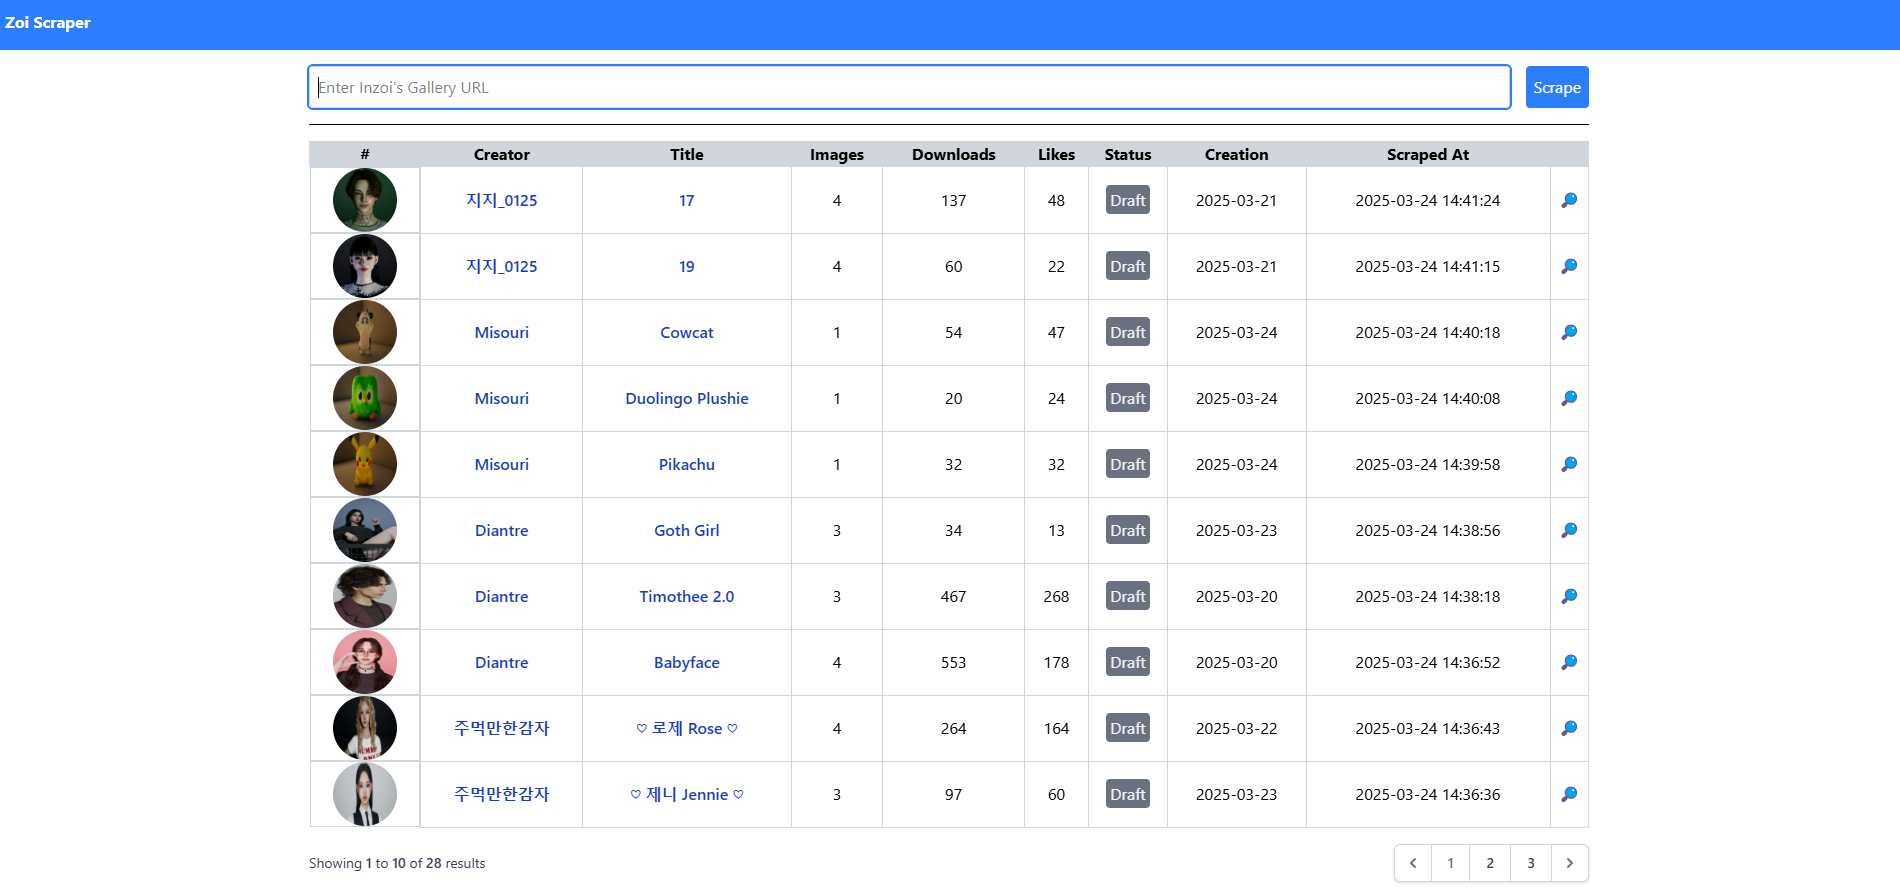 Zoi Scraper
Enter Inzoi's Gallery URL
Scrape
# Creator Title Images Downloads Likes Status Creation Scraped At
지지_0125 17 4 137 48 Draft 2025-03-21 2025-03-24 14:41:24
지지_0125 19 4 60 22 Draft 2025-03-21 2025-03-24 14:41:15
Misouri Cowcat 1 54 47 Draft 2025-03-24 2025-03-24 14:40:18
Misouri Duolingo Plushie 1 20 24 Draft 2025-03-24 2025-03-24 14:40:08
Misouri Pikachu 1 32 32 Draft 2025-03-24 2025-03-24 14:39:58
Diantre Goth Girl 3 34 13 Draft 2025-03-23 2025-03-24 14:38:56
Diantre Timothee 2.0 3 467 268 Draft 2025-03-20 2025-03-24 14:38:18
Diantre Babyface 4 553 178 Draft 2025-03-20 2025-03-24 14:36:52
주먹만한감자 ♡ 로제 Rose ♡ 4 264 164 Draft 2025-03-22 2025-03-24 14:36:43
주먹만한감자 ♡ 제니 Jennie ♡ 3 97 60 Draft 2025-03-23 2025-03-24 14:36:36
Showing 1 to 10 of 28 results
1 2 3